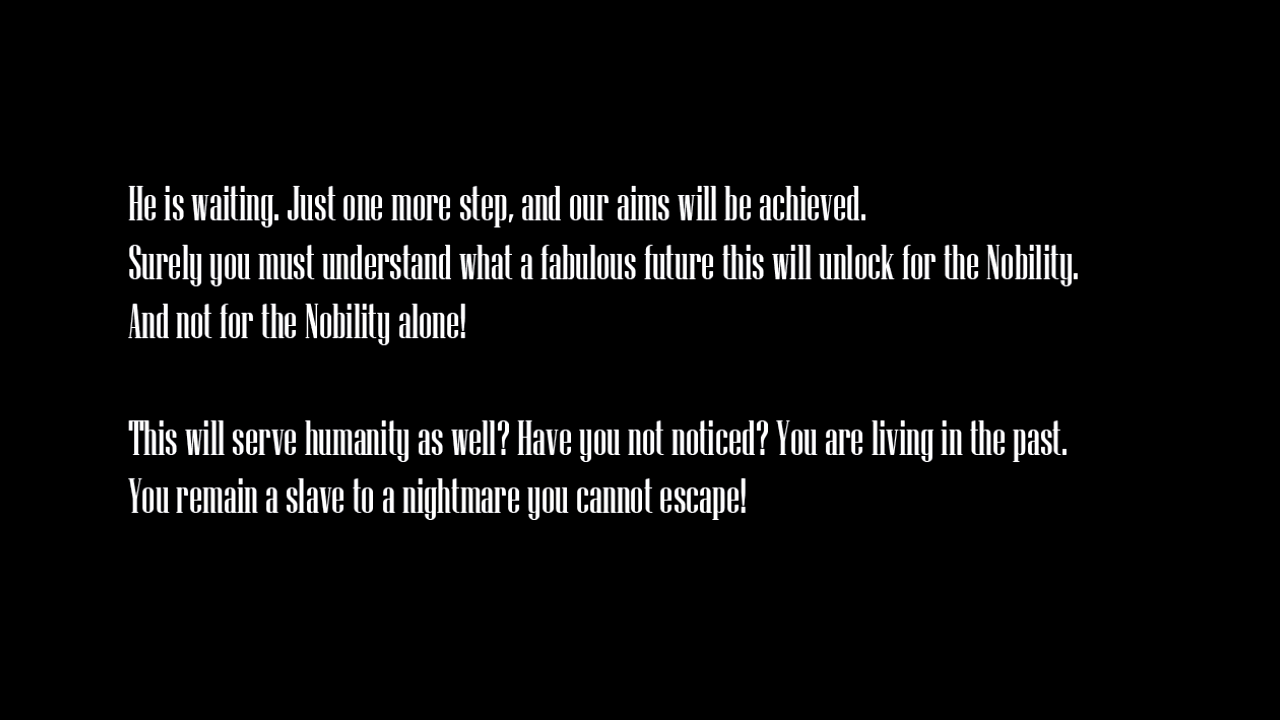 He is waiting. Just one more step, and our aims will be achieved.
Surely you must understand what a fabulous future this will unlock for the Nobility.
And not for the Nobility alone!
This will serve humanity as well? Have you not noticed? You are living in the past.
You remain a slave to a nightmare you cannot escape!